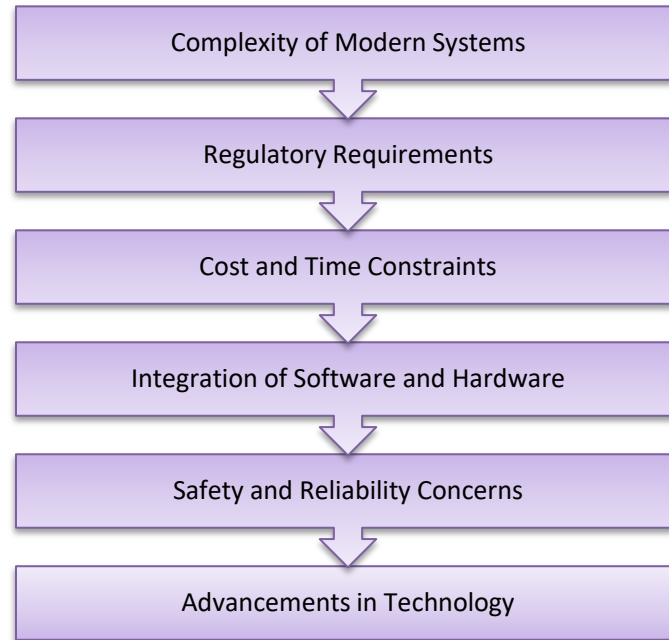 Complexity of Modern Systems
Regulatory Requirements
Cost and Time Constraints
Integration of Software and Hardware
Safety and Reliability Concerns
Advancements in Technology